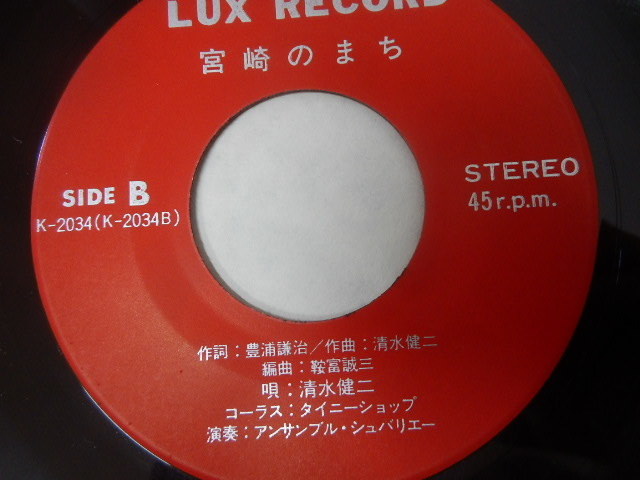 LUX RECORD
宮崎のまち
SIDE B
K-2034(K-2034B)
STEREO
45r.p.m.
作詞：豊浦謙治／作曲：清水健二
編曲：鞍富誠三
唄：清水健二
コーラス：タイニーショップ
演奏：アンサンブル・シュバリエー